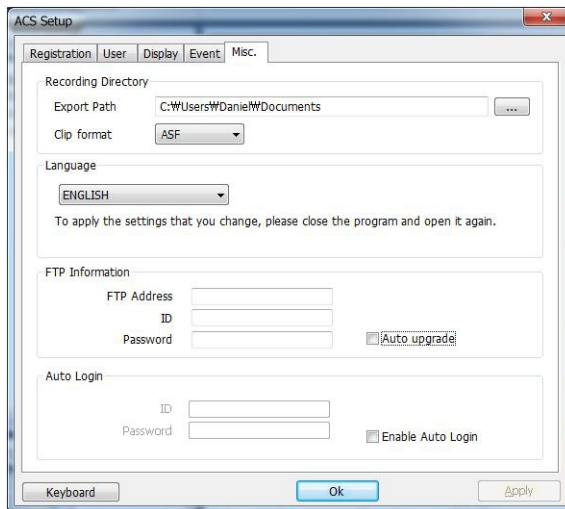 ACS Setup
Registration User Display Event Misc.
Recording Directory
Export Path C:₩Users₩Daniel₩Documents ...
Clip format ASF
Language
ENGLISH
To apply the settings that you change, please close the program and open it again.
FTP Information
FTP Address
ID
Password Auto upgrade
Auto Login
ID
Password Enable Auto Login
Keyboard Ok Apply